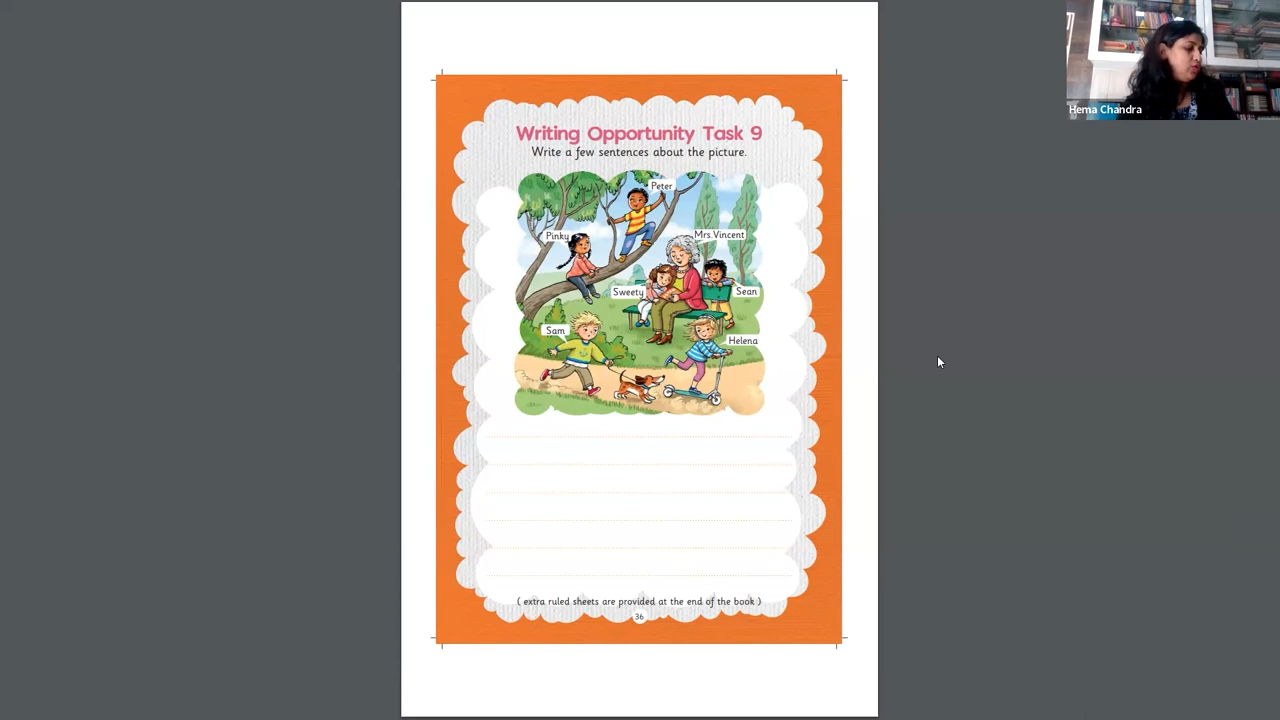 Hema Chandra
Writing Opportunity Task 9
Write a few sentences about the picture.
Peter
Pinky
Mrs.Vincent
Sweety
Sean
Sam
Helena
( extra ruled sheets are provided at the end of the book )
36